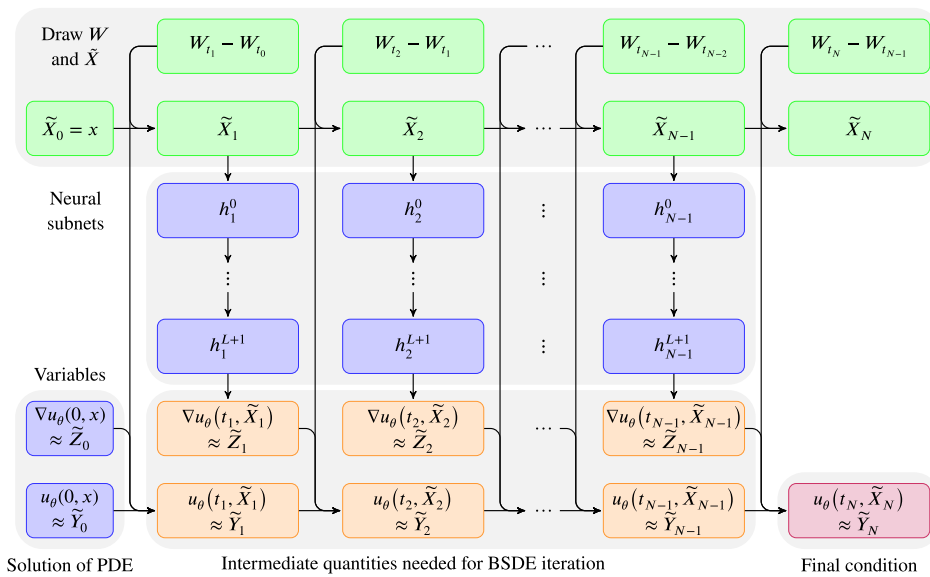 Draw W
and X̃
W_{t_1} − W_{t_0}
W_{t_2} − W_{t_1}
...
W_{t_{N−1}} − W_{t_{N−2}}
W_{t_N} − W_{t_{N−1}}
X̃_0 = x
X̃_1
X̃_2
...
X̃_{N−1}
X̃_N
Neural
subnets
h_1^0
h_2^0
⋮
h_{N−1}^0
⋮
⋮
⋮
⋮
h_1^{L+1}
h_2^{L+1}
⋮
h_{N−1}^{L+1}
Variables
∇u_θ(0, x)
≈ Z̃_0
∇u_θ(t_1, X̃_1)
≈ Z̃_1
∇u_θ(t_2, X̃_2)
≈ Z̃_2
...
∇u_θ(t_{N−1}, X̃_{N−1})
≈ Z̃_{N−1}
u_θ(0, x)
≈ Ỹ_0
u_θ(t_1, X̃_1)
≈ Ỹ_1
u_θ(t_2, X̃_2)
≈ Ỹ_2
...
u_θ(t_{N−1}, X̃_{N−1})
≈ Ỹ_{N−1}
u_θ(t_N, X̃_N)
≈ Ỹ_N
Solution of PDE
Intermediate quantities needed for BSDE iteration
Final condition